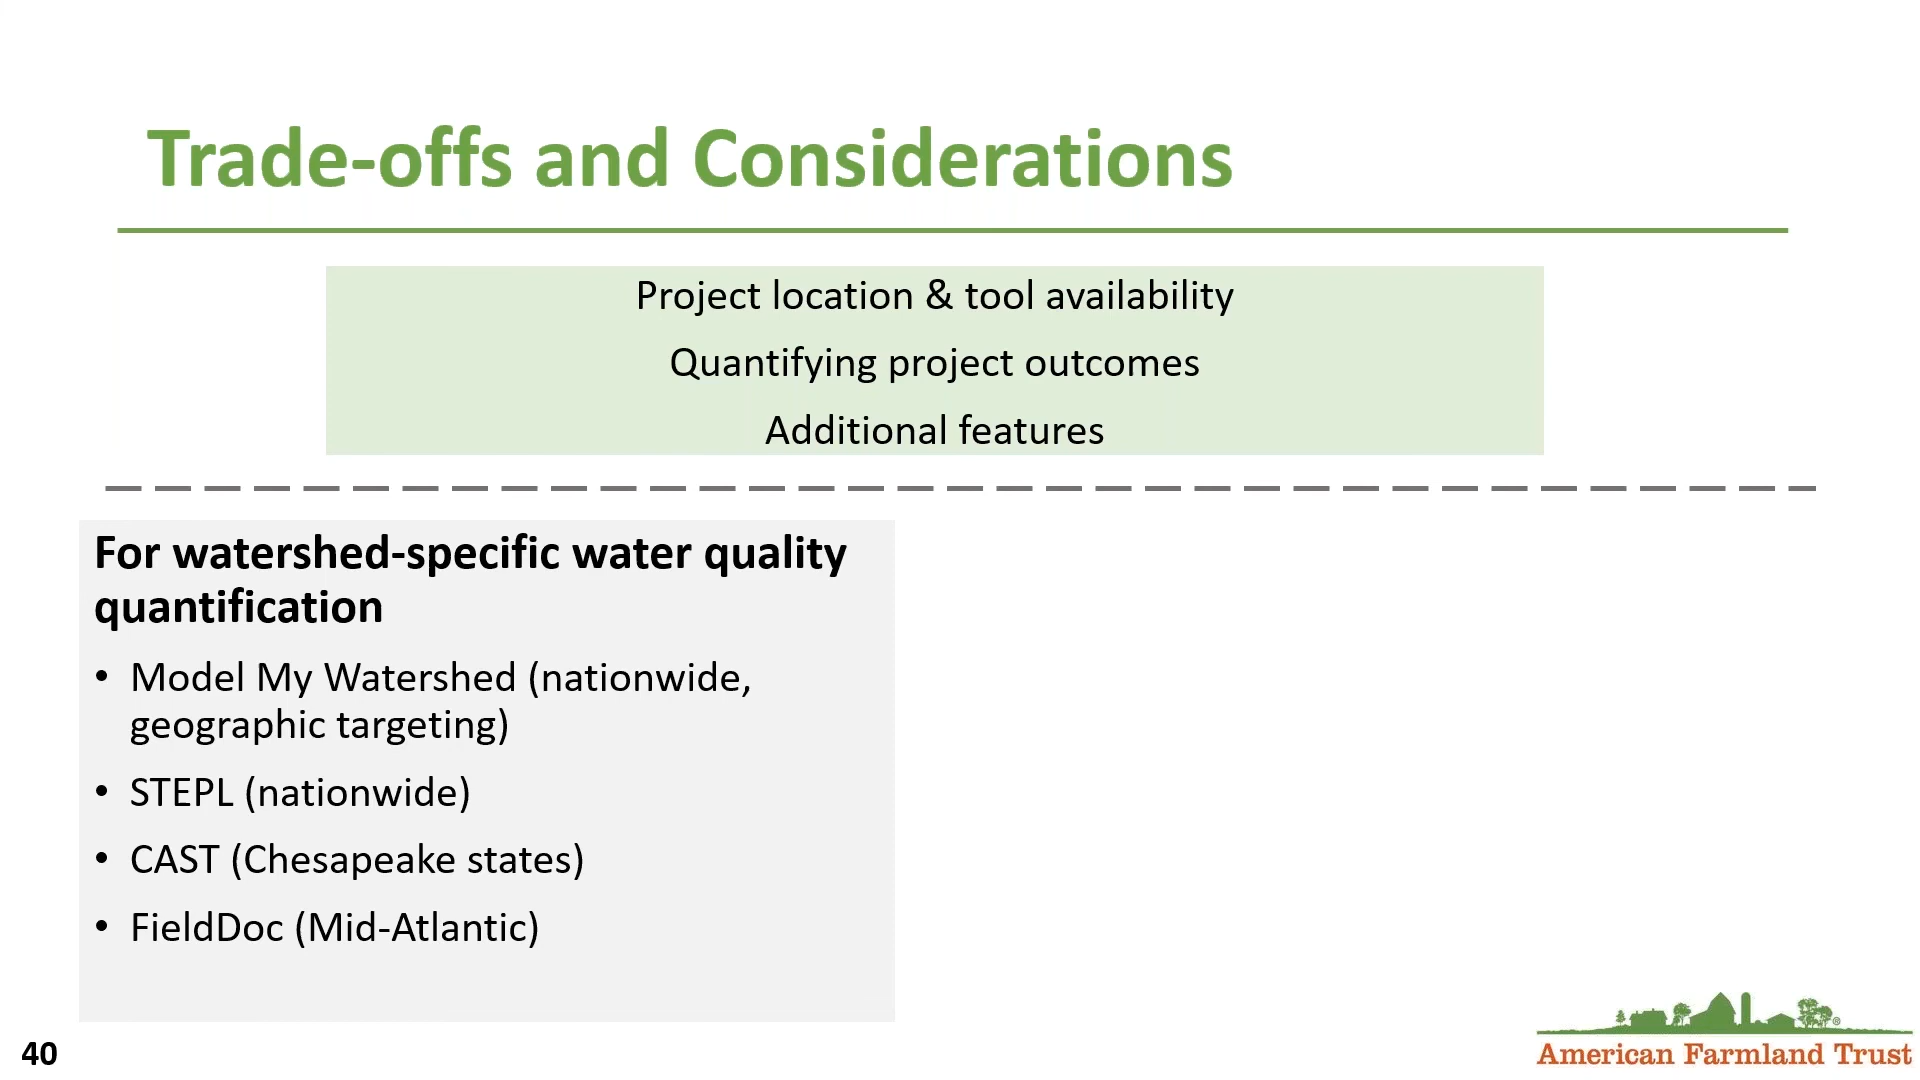 Trade-offs and Considerations
Project location & tool availability
Quantifying project outcomes
Additional features
For watershed-specific water quality
quantification
• Model My Watershed (nationwide,
geographic targeting)
• STEPL (nationwide)
• CAST (Chesapeake states)
• FieldDoc (Mid-Atlantic)
40
American Farmland Trust